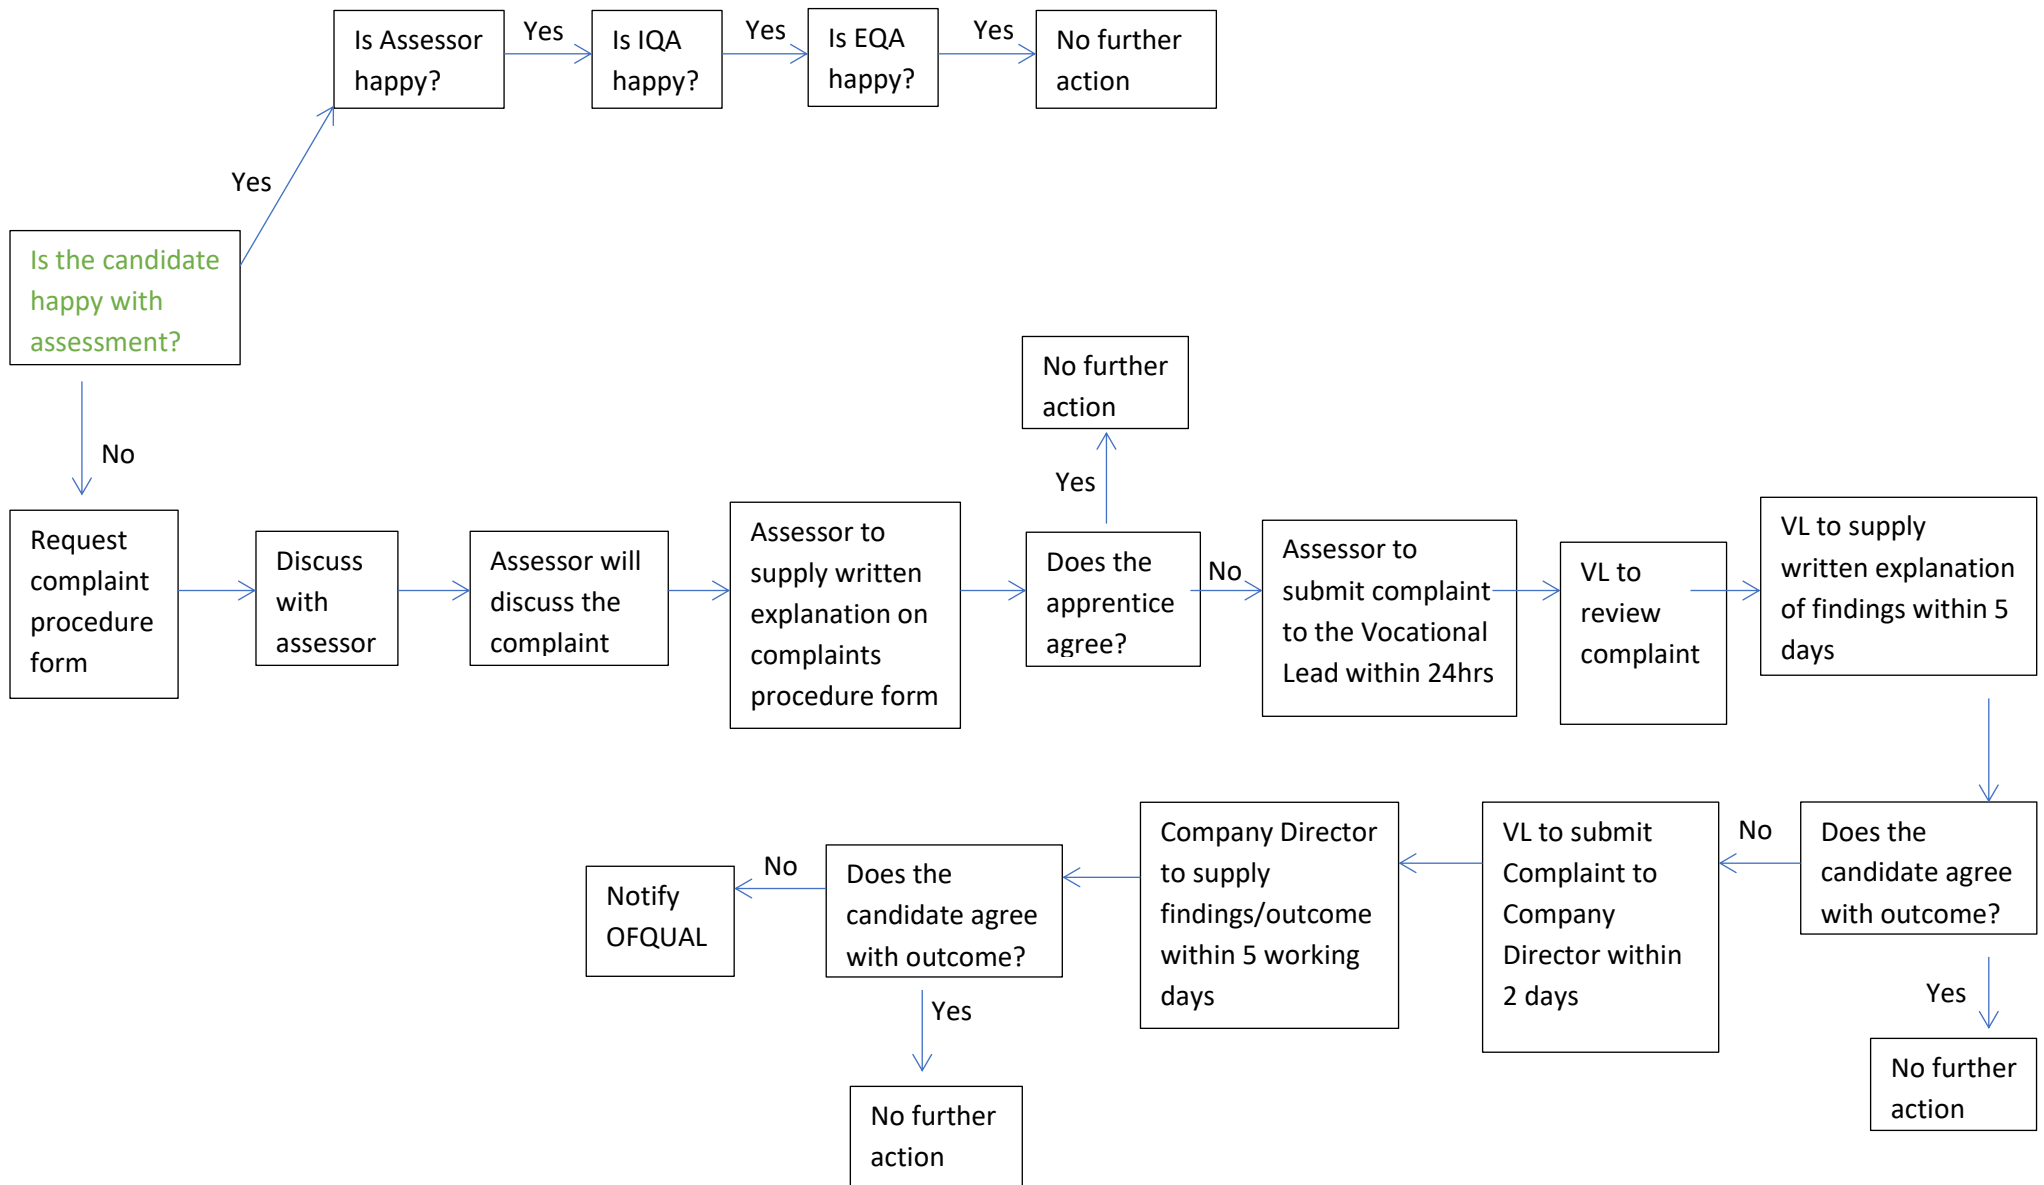 Is Assessor
happy?
Yes
Is IQA
happy?
Yes
Is EQA
happy?
Yes
No further
action
Yes
Is the candidate
happy with
assessment?
No
Request
complaint
procedure
form
Discuss
with
assessor
Assessor will
discuss the
complaint
Assessor to
supply written
explanation on
complaints
procedure form
Does the
apprentice
agree?
Yes
No further
action
No
Assessor to
submit complaint
to the Vocational
Lead within 24hrs
VL to
review
complaint
VL to supply
written explanation
of findings within 5
days
Does the
candidate agree
with outcome?
Yes
No further
action
No
VL to submit
Complaint to
Company
Director within
2 days
Company Director
to supply
findings/outcome
within 5 working
days
Does the
candidate agree
with outcome?
Yes
No further
action
No
Notify
OFQUAL